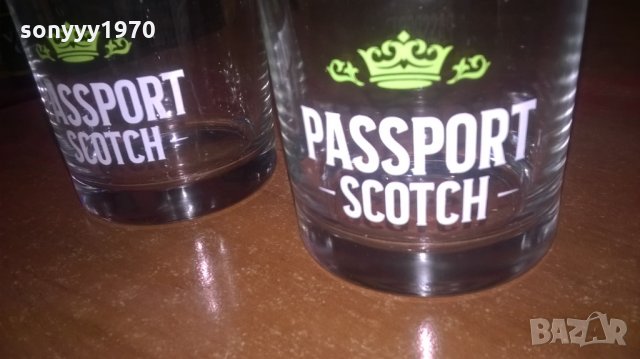 sonyyy1970
PASSPORT
SCOTCH
PASSPORT
- SCOTCH -
BAZAR